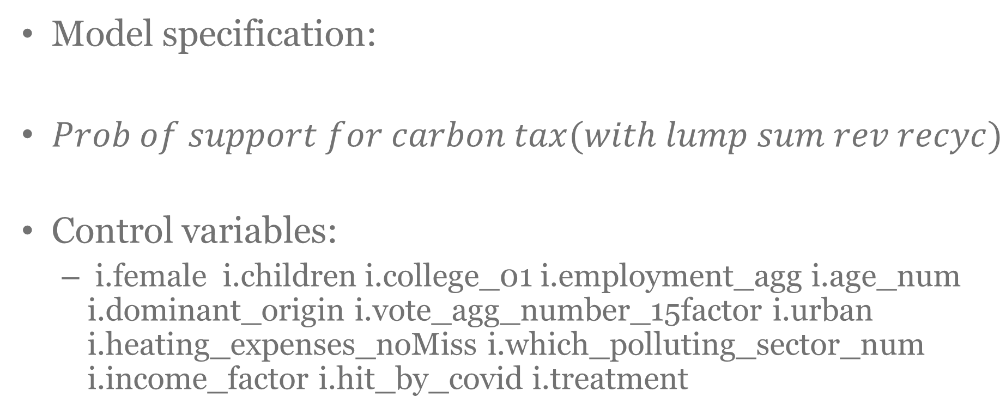 • Model specification:
• Prob of support for carbon tax(with lump sum rev recyc)
• Control variables:
– i.female i.children i.college_01 i.employment_agg i.age_num
i.dominant_origin i.vote_agg_number_15factor i.urban
i.heating_expenses_noMiss i.which_polluting_sector_num
i.income_factor i.hit_by_covid i.treatment